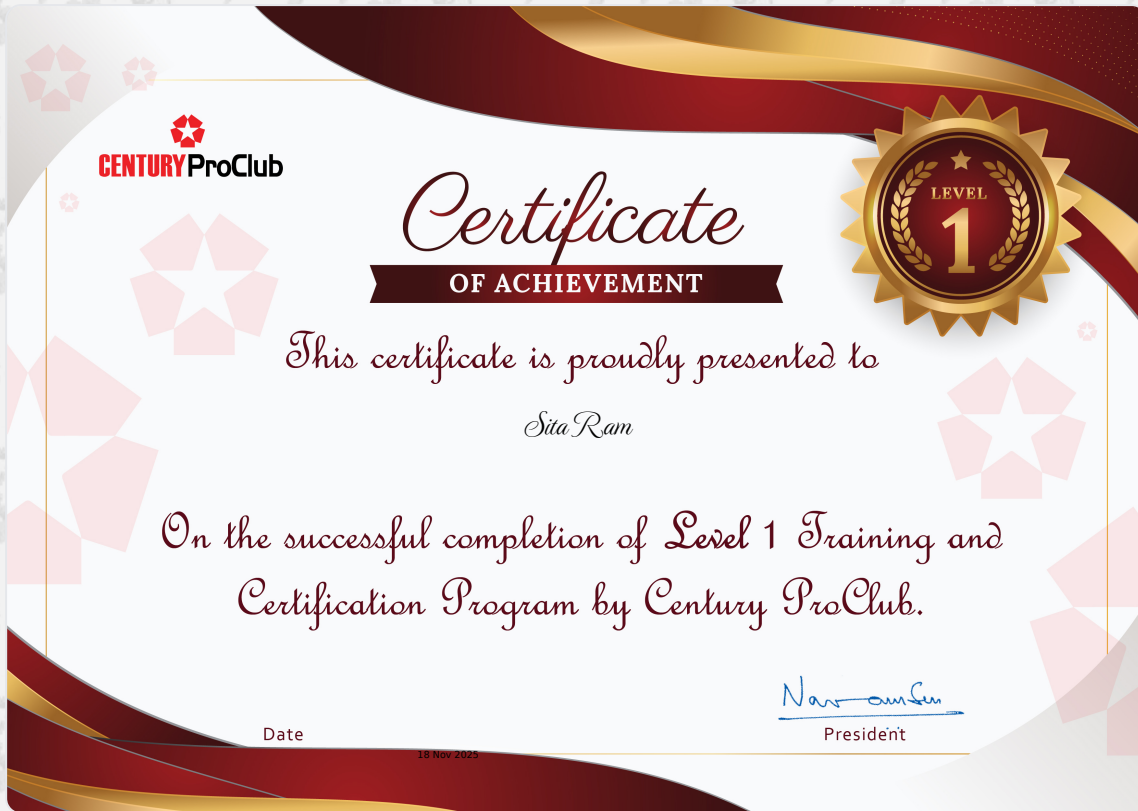 CENTURY ProClub
LEVEL
1
Certificate
OF ACHIEVEMENT
This certificate is proudly presented to
Sita Ram
On the successful completion of Level 1 Training and
Certification Program by Century ProClub.
Date
18 Nov 2025
President